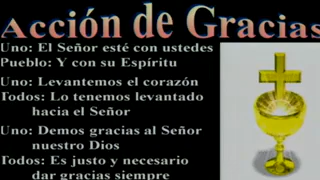 Acción de Gracias
Uno: El Señor esté con ustedes
Pueblo: Y con su Espíritu
Uno: Levantemos el corazón
Todos: Lo tenemos levantado
hacia el Señor
Uno: Demos gracias al Señor
nuestro Dios
Todos: Es justo y necesario
dar gracias siempre